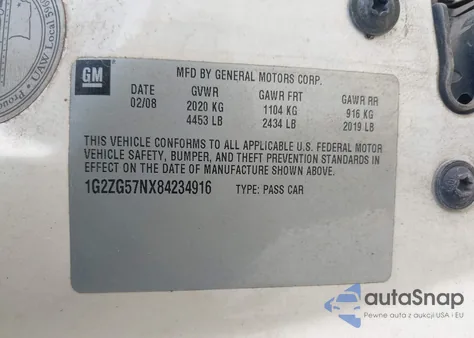 UAW Local 5960
GM
MFD BY GENERAL MOTORS CORP.
DATE GVWR GAWR FRT GAWR RR
02/08 2020 KG 1104 KG 916 KG
4453 LB 2434 LB 2019 LB
THIS VEHICLE CONFORMS TO ALL APPLICABLE U.S. FEDERAL MOTOR
VEHICLE SAFETY, BUMPER, AND THEFT PREVENTION STANDARDS IN
EFFECT ON THE DATE OF MANUFACTURE SHOWN ABOVE.
1G2ZG57NX84234916 TYPE: PASS CAR
autoSnap
Pewne auta z aukcji USA i EU